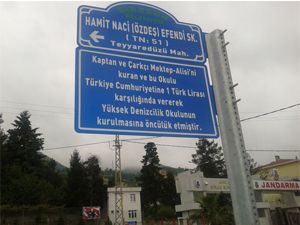 HAMİT NACİ (ÖZDEŞ) EFENDİ SK.
( TN: 51 )
Teyyaredüzü Mah.
Kaptan ve Çarkçı Mektep-Alisi'ni
kuran ve bu Okulu
Türkiye Cumhuriyetine 1 Türk Lirası
karşılığında vererek
Yüksek Denizcilik Okulunun
kurulmasına öncülük etmiştir.
JANDARMA